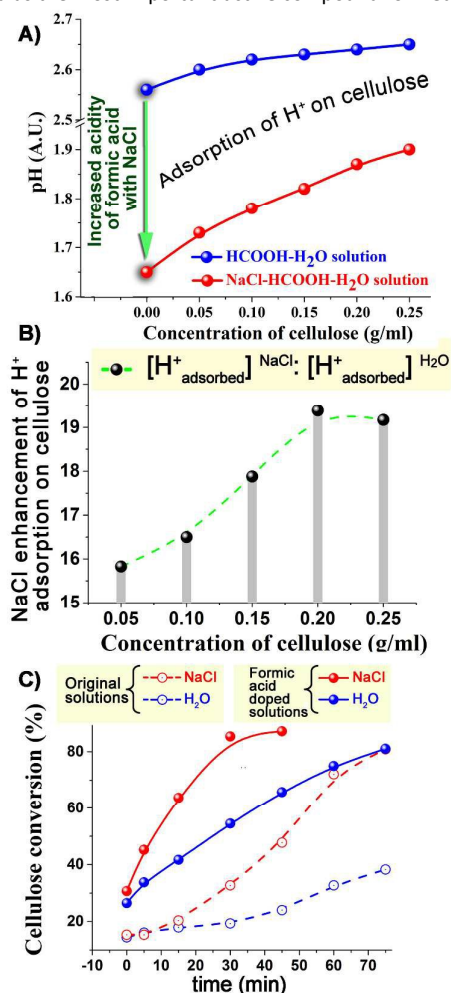 A)
2.6
2.5
1.9
1.8
1.7
1.6
pH (A.U.)
Increased acidity
of formic acid
with NaCl
Adsorption of H+ on cellulose
HCOOH-H2O solution
NaCl-HCOOH-H2O solution
0.00 0.05 0.10 0.15 0.20 0.25
Concentration of cellulose (g/ml)
B)
[H+ adsorbed] NaCl: [H+ adsorbed] H2O
NaCl enhancement of H+
adsorption on cellulose
20
19
18
17
16
15
0.05 0.10 0.15 0.20 0.25
Concentration of cellulose (g/ml)
C)
Original
solutions
NaCl
H2O
Formic
acid
doped
solutions
NaCl
H2O
Cellulose conversion (%)
80
60
40
20
-10 0 10 20 30 40 50 60 70
time (min)